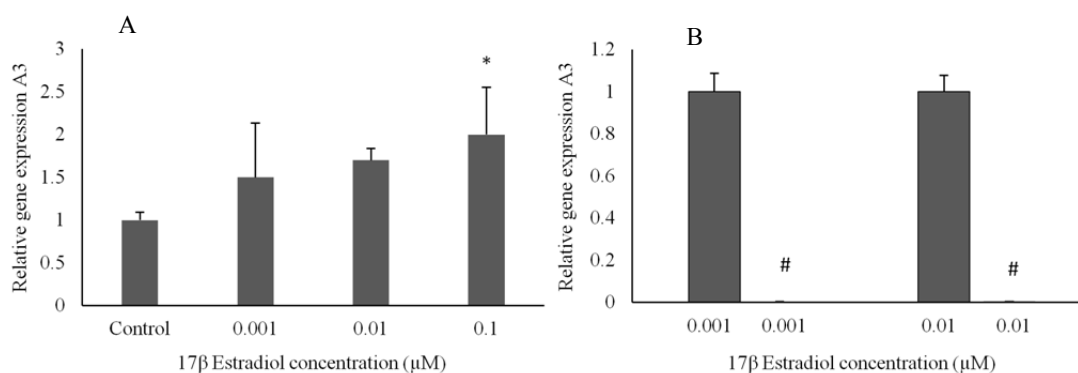 A
Relative gene expression A3
3
2.5
2
1.5
1
0.5
0
*
Control 0.001 0.01 0.1
17β Estradiol concentration (µM)
B
Relative gene expression A3
1.2
1
0.8
0.6
0.4
0.2
0
# #
0.001 0.001 0.01 0.01
17β Estradiol concentration (µM)